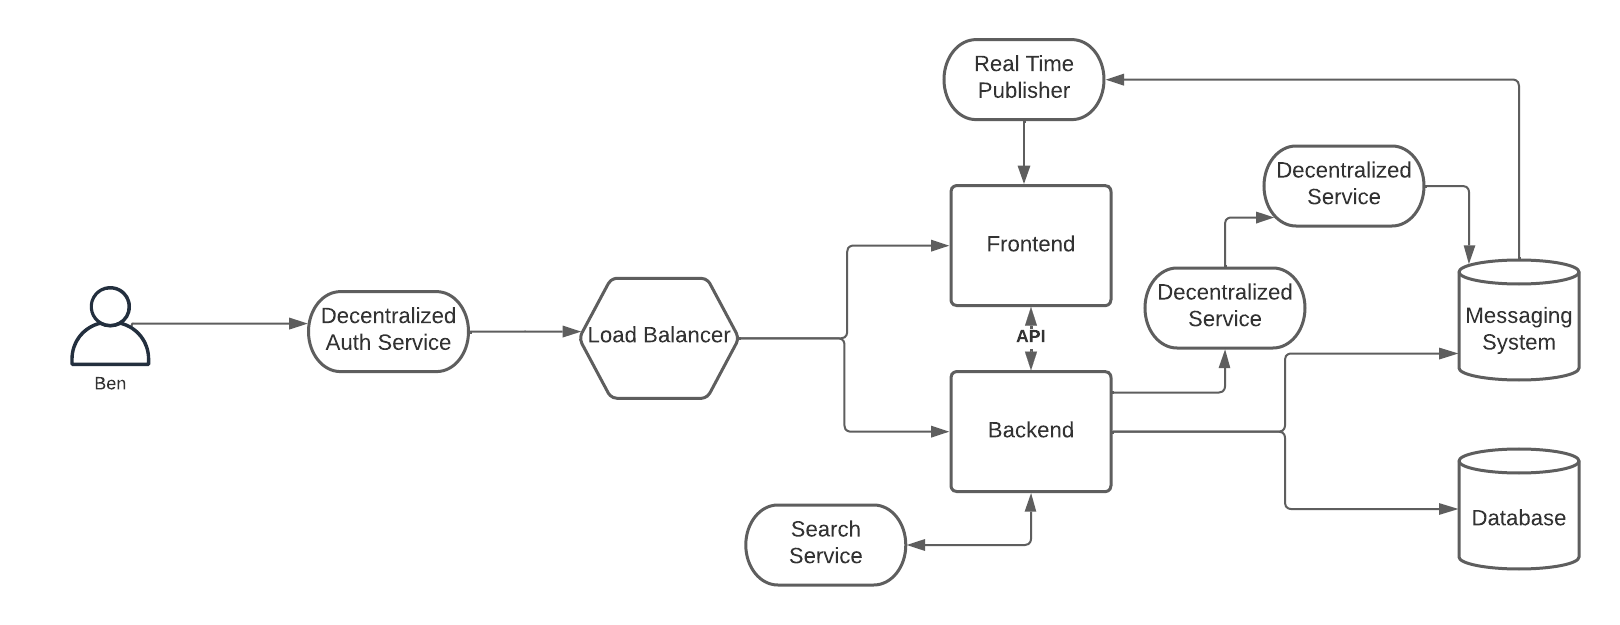 Real Time
Publisher
Decentralized
Service
Frontend
Decentralized
Service
Decentralized
Auth Service
Load Balancer
Messaging
System
API
Ben
Backend
Search
Service
Database